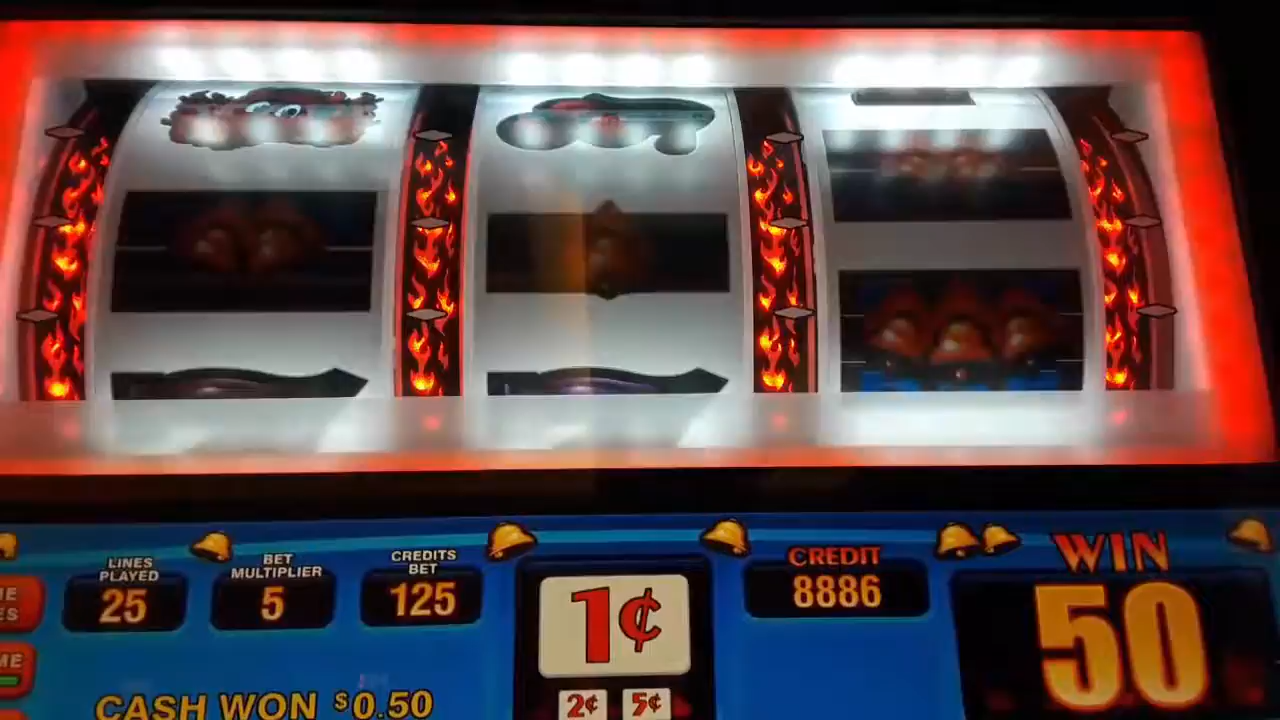 LINES
PLAYED
25
BET
MULTIPLIER
5
CREDITS
BET
125
1¢
2¢ 5¢
CREDIT
8886
WIN
50
CASH WON $0.50